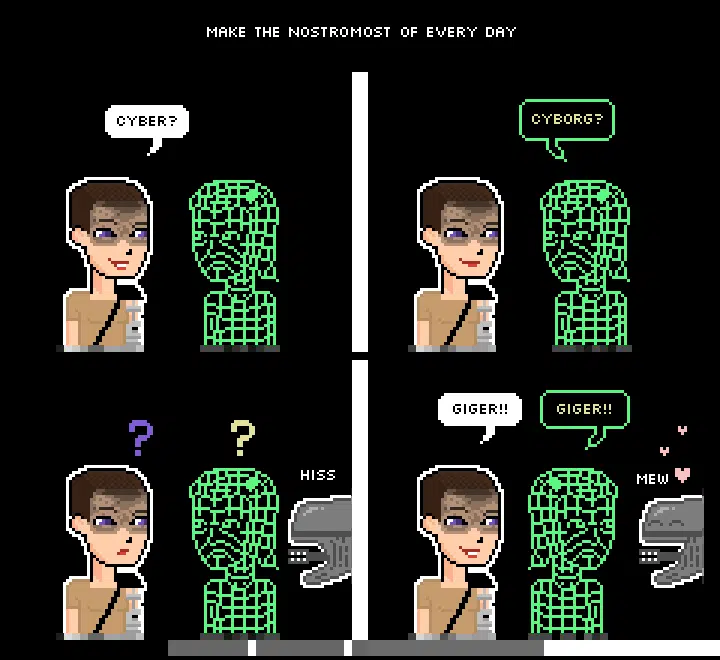 MAKE THE NOSTROMOST OF EVERY DAY
CYBER?
CYBORG?
? ?
HISS
GIGER!! GIGER!!
MEW